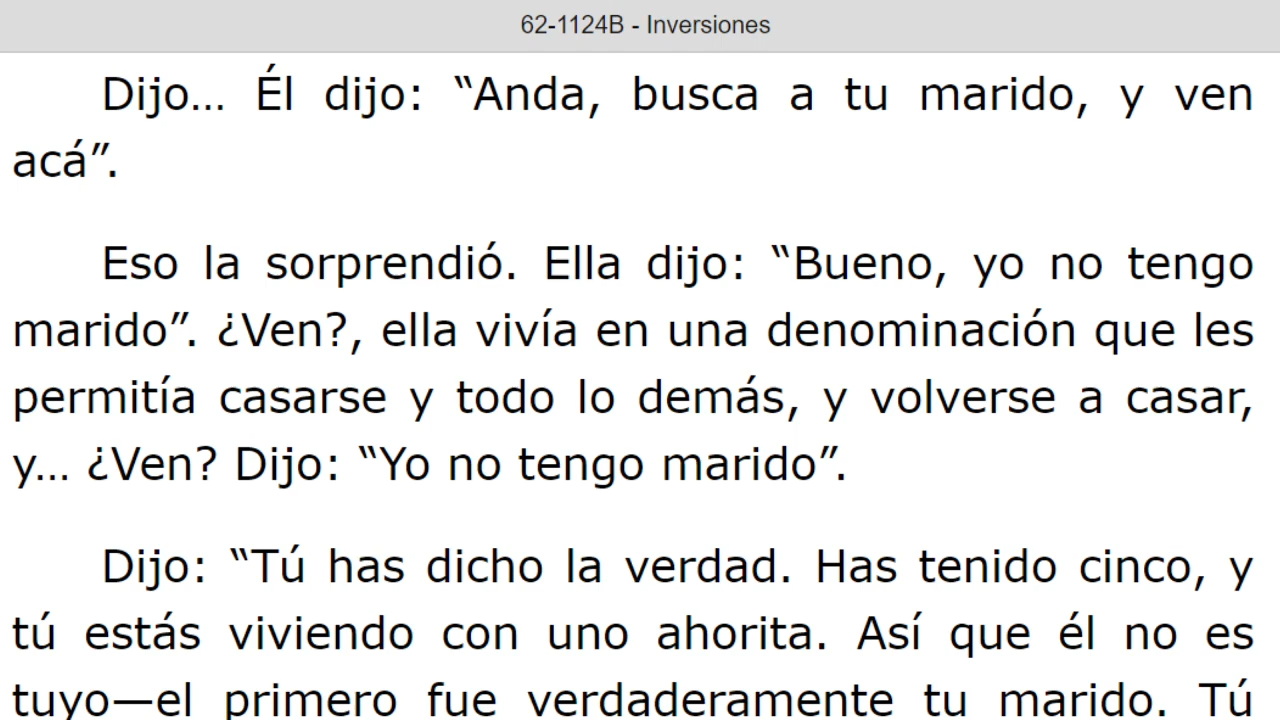 62-1124B - Inversiones
Dijo… Él dijo: “Anda, busca a tu marido, y ven
acá”.
Eso la sorprendió. Ella dijo: “Bueno, yo no tengo
marido”. ¿Ven?, ella vivía en una denominación que les
permitía casarse y todo lo demás, y volverse a casar,
y… ¿Ven? Dijo: “Yo no tengo marido”.
Dijo: “Tú has dicho la verdad. Has tenido cinco, y
tú estás viviendo con uno ahorita. Así que él no es
tuyo—el primero fue verdaderamente tu marido. Tú